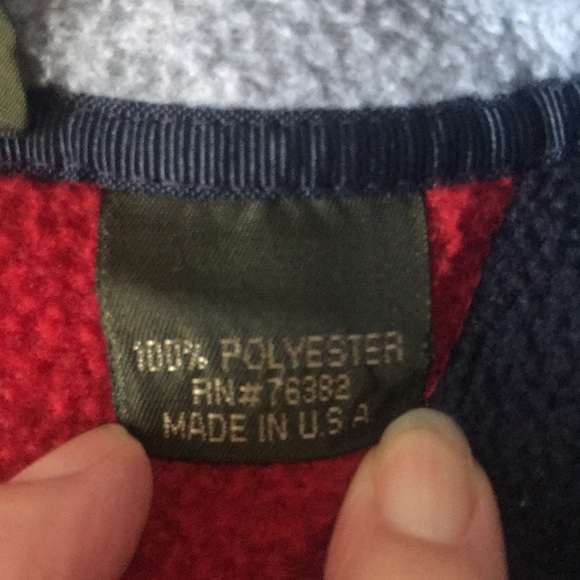 100% POLYESTER
RN#76382
MADE IN U.S.A